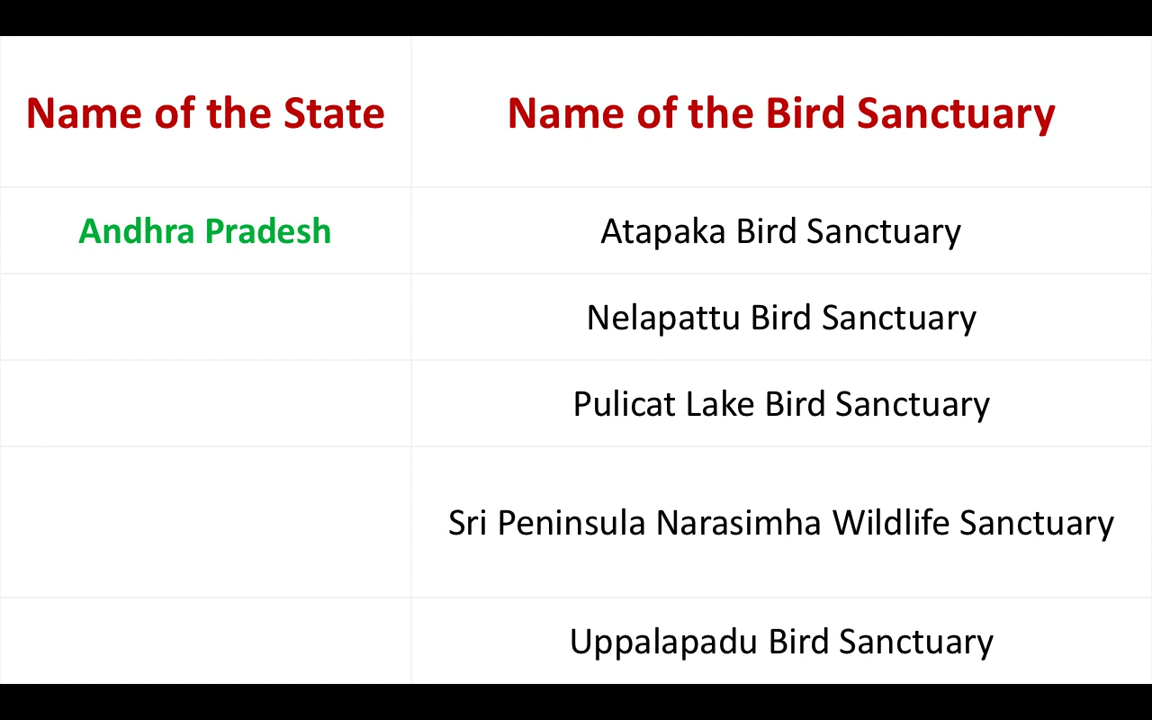 Name of the State
Name of the Bird Sanctuary
Andhra Pradesh
Atapaka Bird Sanctuary
Nelapattu Bird Sanctuary
Pulicat Lake Bird Sanctuary
Sri Peninsula Narasimha Wildlife Sanctuary
Uppalapadu Bird Sanctuary